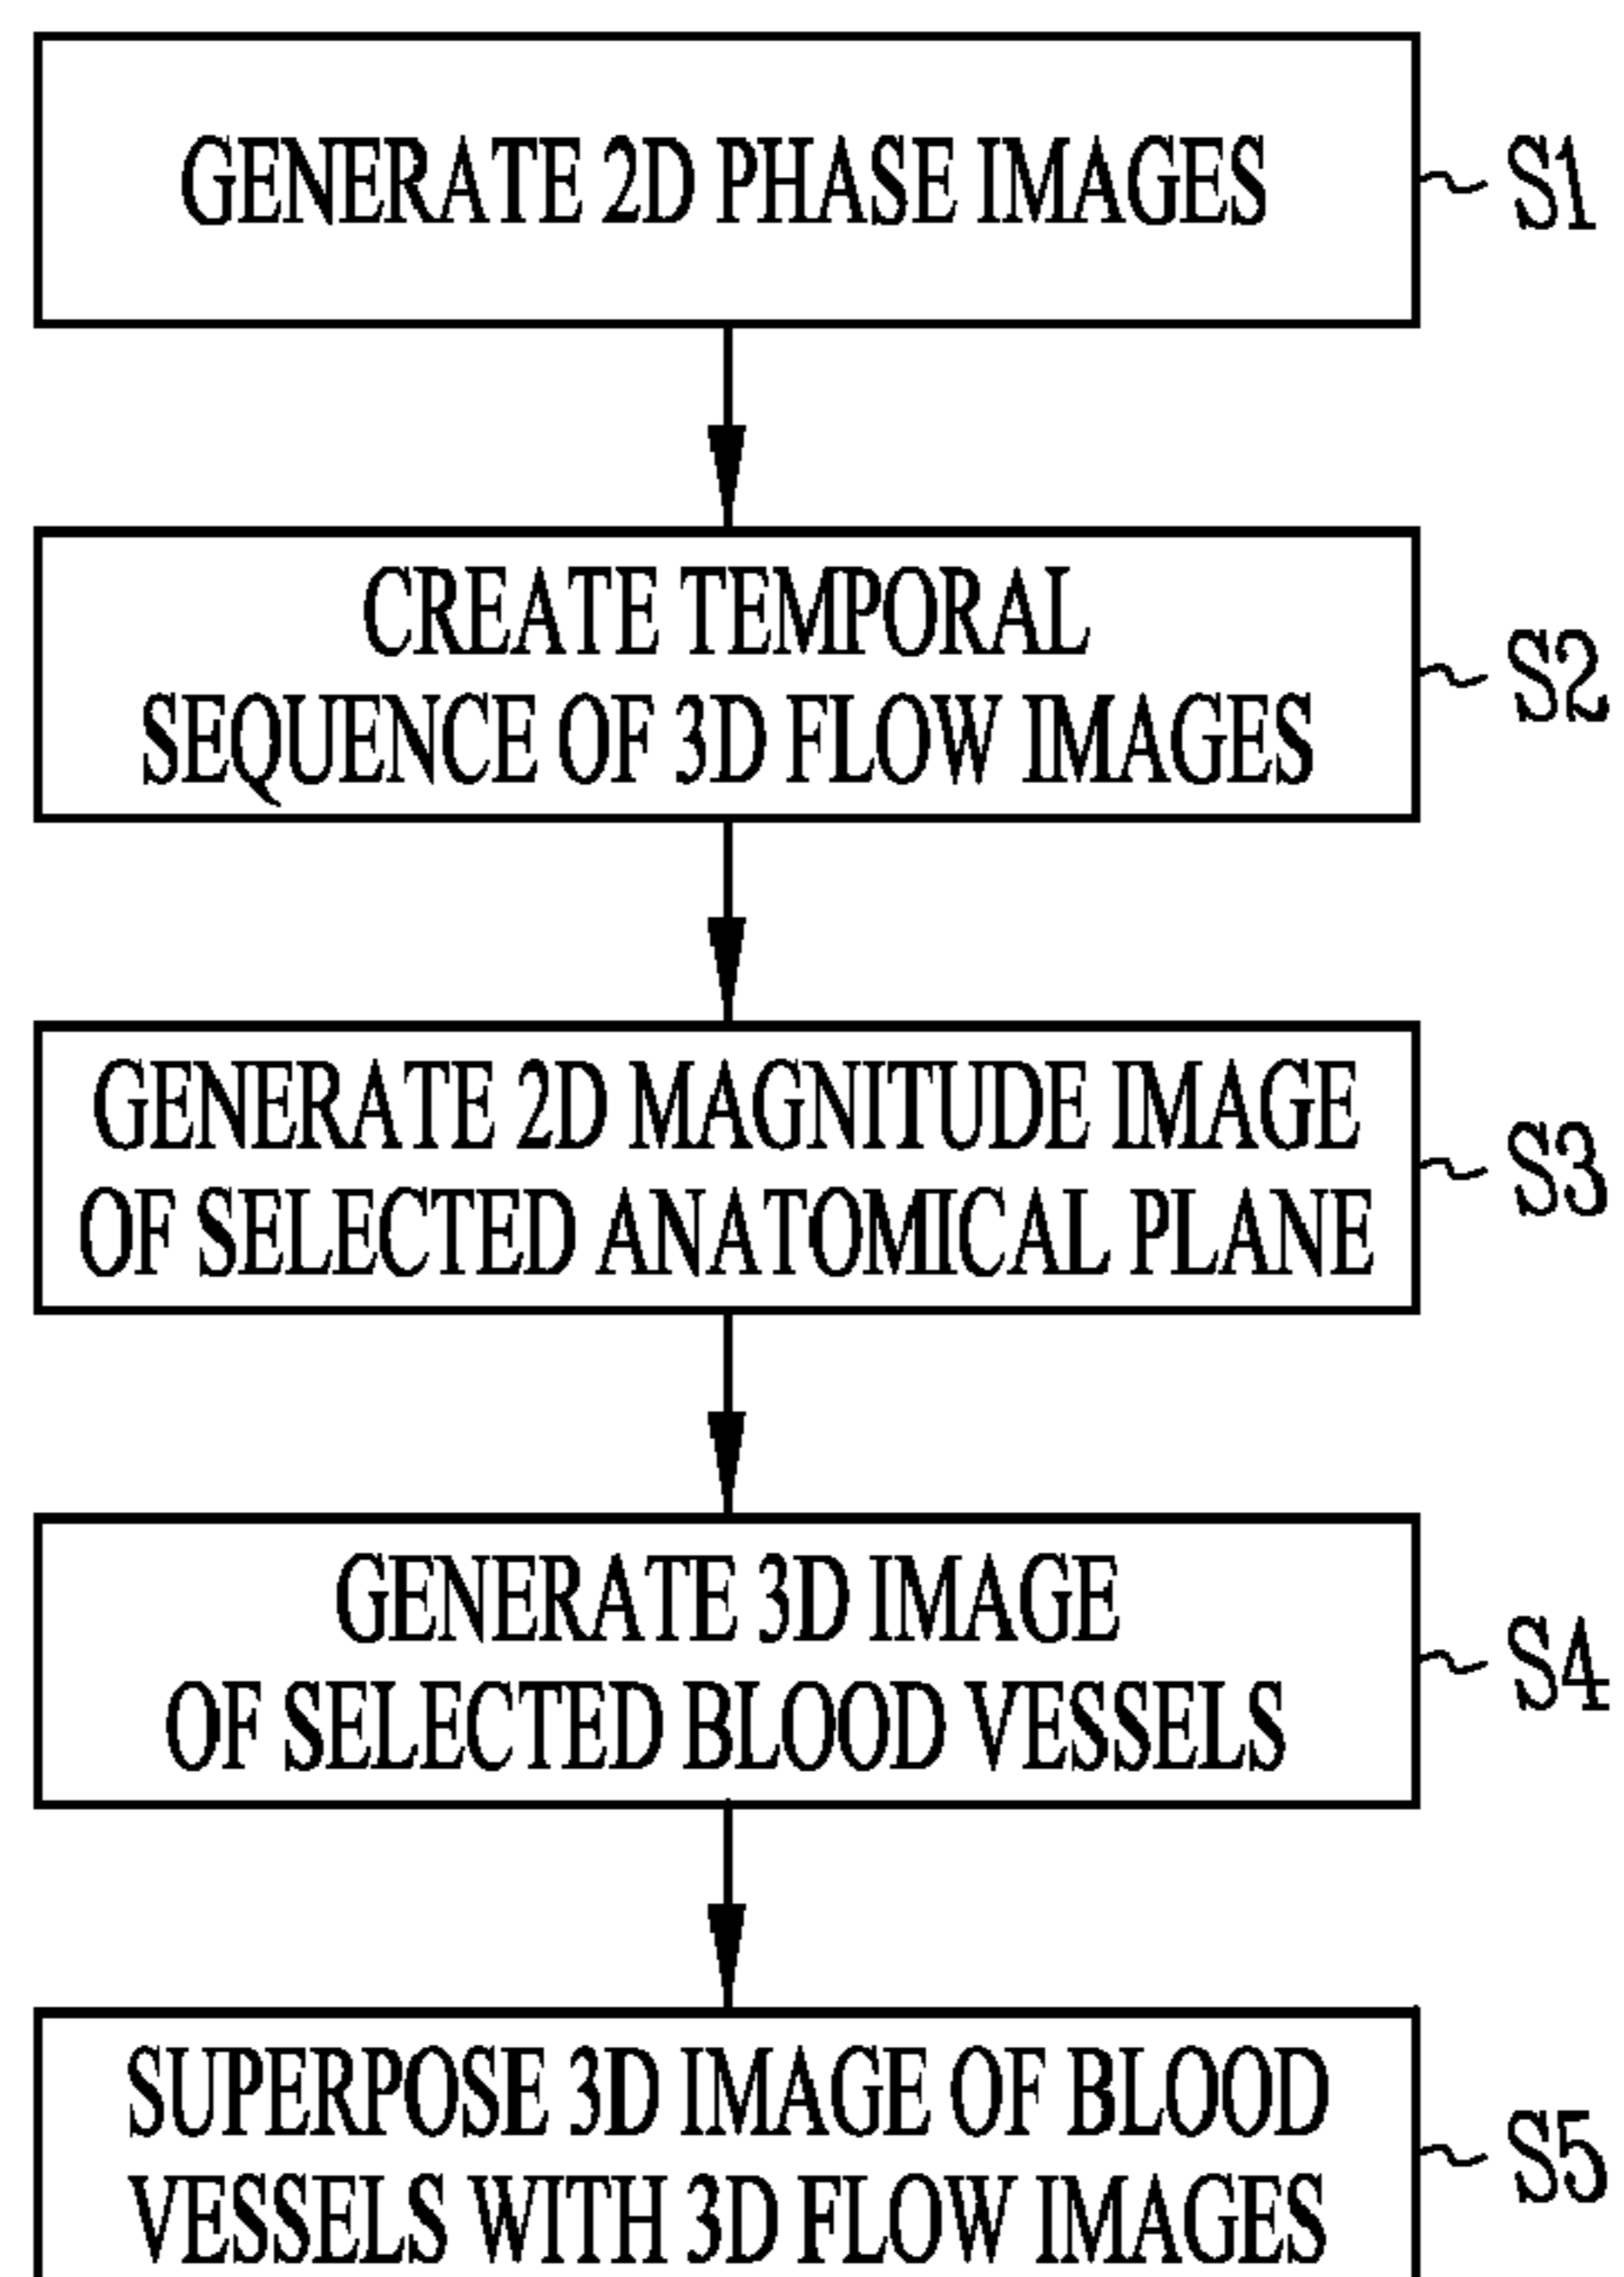 GENERATE 2D PHASE IMAGES
S1
CREATE TEMPORAL
SEQUENCE OF 3D FLOW IMAGES
S2
GENERATE 2D MAGNITUDE IMAGE
OF SELECTED ANATOMICAL PLANE
S3
GENERATE 3D IMAGE
OF SELECTED BLOOD VESSELS
S4
SUPERPOSE 3D IMAGE OF BLOOD
VESSELS WITH 3D FLOW IMAGES
S5